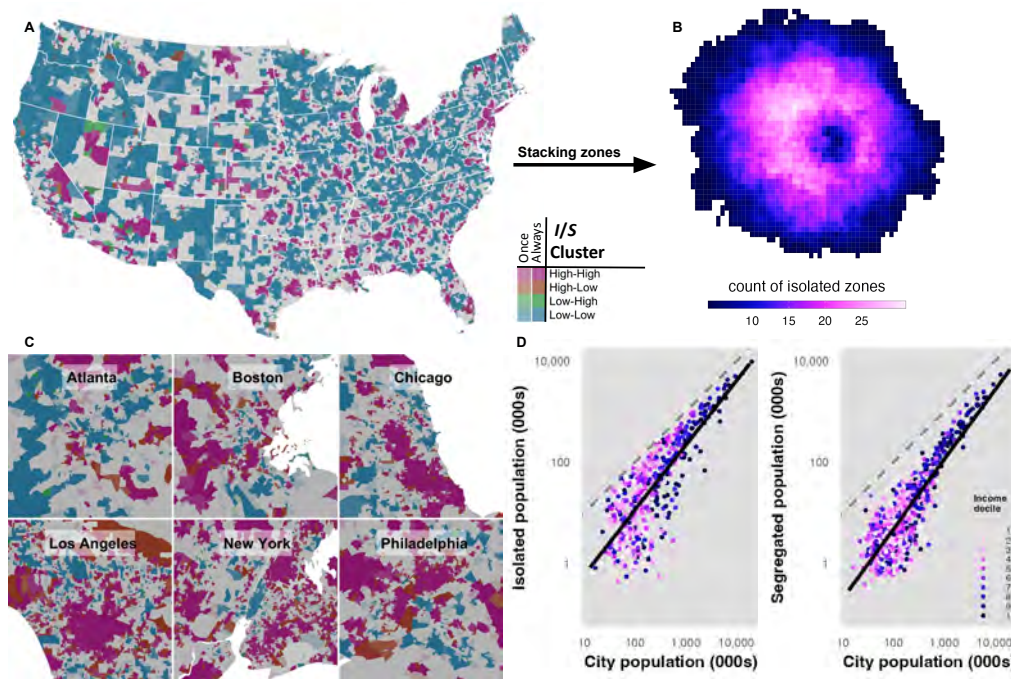 A
B
Stacking zones
Once
Always
I/S
Cluster
High-High
High-Low
Low-High
Low-Low
count of isolated zones
10 15 20 25
C
Atlanta
Boston
Chicago
Los Angeles
New York
Philadelphia
D
Isolated population (000s)
10,000
100
1
10 100 1,000 10,000
City population (000s)
Segregated population (000s)
10,000
100
1
10 100 1,000 10,000
City population (000s)
Income
decile